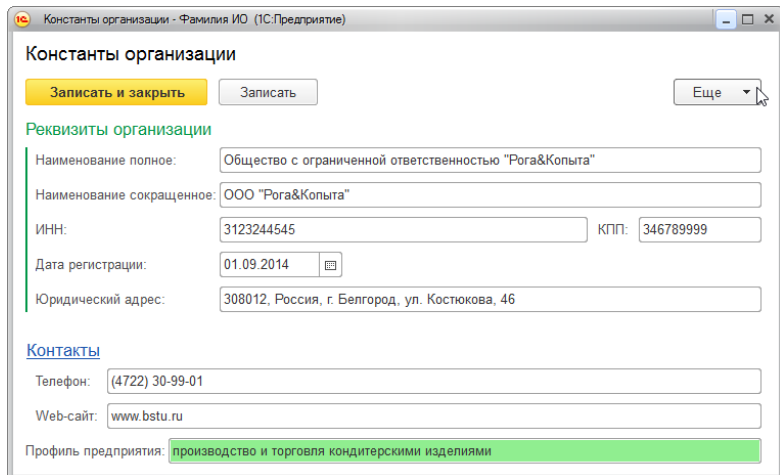 1С Константы организации - Фамилия ИО (1С:Предприятие)
Константы организации
Записать и закрыть Записать Еще
Реквизиты организации
Наименование полное: Общество с ограниченной ответственностью "Рога&Копыта"
Наименование сокращенное: ООО "Рога&Копыта"
ИНН: 3123244545 КПП: 346789999
Дата регистрации: 01.09.2014
Юридический адрес: 308012, Россия, г. Белгород, ул. Костюкова, 46
Контакты
Телефон: (4722) 30-99-01
Web-сайт: www.bstu.ru
Профиль предприятия: производство и торговля кондитерскими изделиями